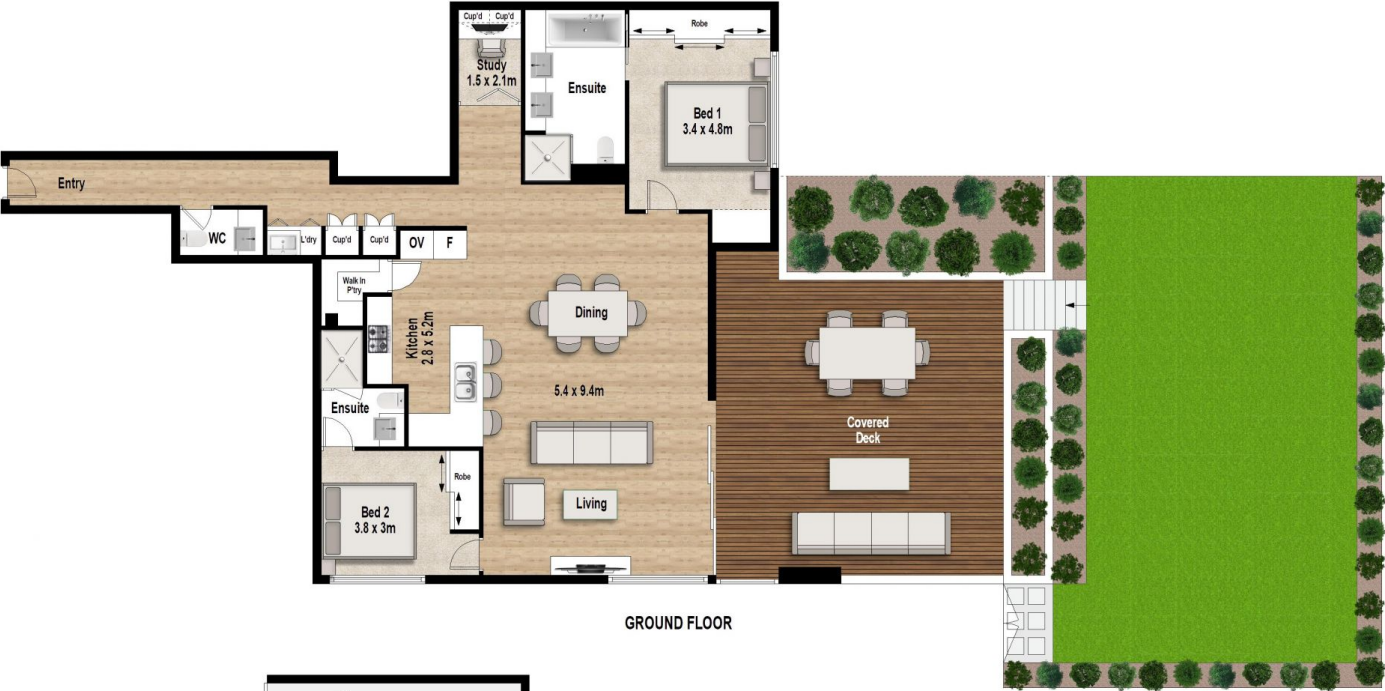 Cup'd Cup'd
Study
1.5 x 2.1m
Ensuite
Robe
Bed 1
3.4 x 4.8m
Entry
WC
L'dry
Cup'd
Cup'd
OV
F
Walk In
P'try
Kitchen
2.8 x 5.2m
Dining
5.4 x 9.4m
Ensuite
Covered
Deck
Robe
Bed 2
3.8 x 3m
Living
GROUND FLOOR